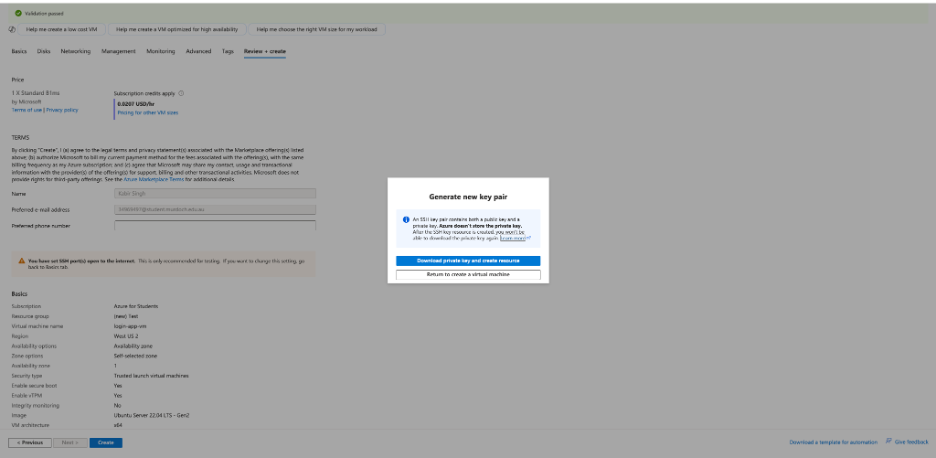 Validation passed
Help me create a low cost VM
Help me create a VM optimized for high availability
Help me choose the right VM size for my workload
Basics Disks Networking Management Monitoring Advanced Tags Review + create
Price
1 X Standard B1ms
by Microsoft
Terms of use | Privacy policy
Subscription credits apply
0.0207 USD/hr
Pricing for other VM sizes
TERMS
By clicking "Create", I (a) agree to the legal terms and privacy statement(s) associated with the Marketplace offering(s) listed
above; (b) authorize Microsoft to bill my current payment method for the fees associated with the offering(s), with the same
billing frequency as my Azure subscription; and (c) agree that Microsoft may share my contact, usage and transactional
information with the provider(s) of the offering(s) for support, billing and other transactional activities. Microsoft does not
provide rights for third-party offerings. See the Azure Marketplace Terms for additional details.
Name
Singh
Preferred e-mail address
Preferred phone number
You have set SSH port(s) open to the internet. This is only recommended for testing. If you want to change this setting, go
back to Basics tab.
Basics
Subscription Azure for Students
Resource group (new) Test
Virtual machine name login-app-vm
Region West US 2
Availability options Availability zone
Zone options Self-selected zone
Availability zone 1
Security type Trusted launch virtual machines
Enable secure boot Yes
Enable vTPM Yes
Integrity monitoring No
Image Ubuntu Server 22.04 LTS - Gen2
VM architecture x64
Generate new key pair
An SSH key pair contains both a public key and a
private key. Azure doesn't store the private key.
After the SSH key resource is created, you won't be
able to download the private key again. Learn more
Download private key and create resource
Return to create a virtual machine
< Previous
Next >
Create
Download a template for automation
Give feedback